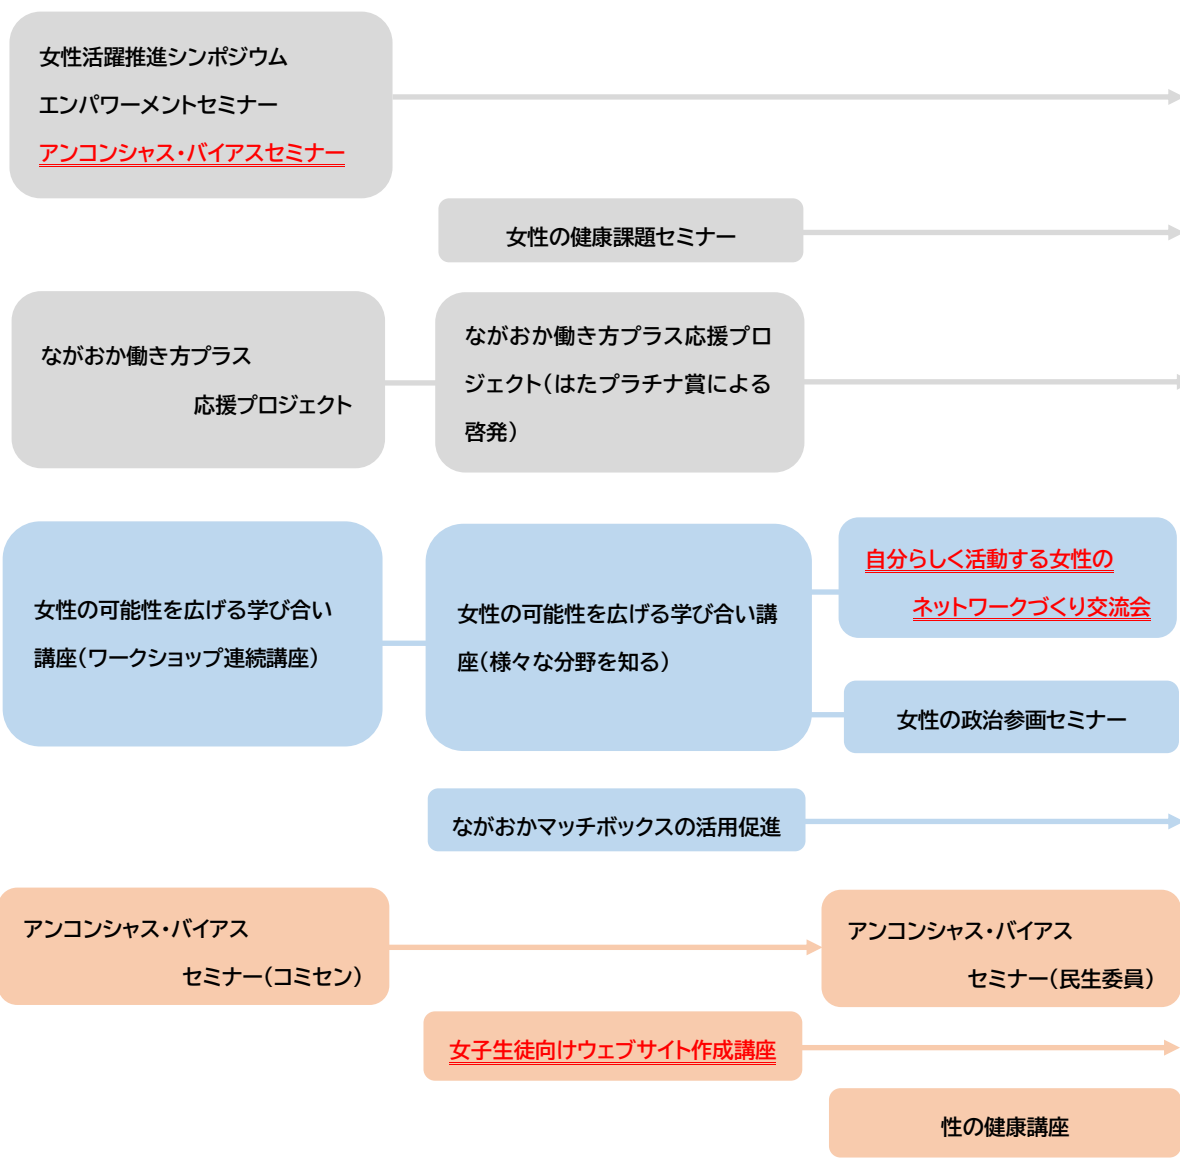 女性活躍推進シンポジウム
エンパワーメントセミナー
アンコンシャス・バイアスセミナー
女性の健康課題セミナー
ながおか働き方プラス
応援プロジェクト
ながおか働き方プラス応援プロ
ジェクト(はたプラチナ賞による
啓発)
女性の可能性を広げる学び合い
講座(ワークショップ連続講座)
女性の可能性を広げる学び合い講
座(様々な分野を知る)
自分らしく活動する女性の
ネットワークづくり交流会
女性の政治参画セミナー
ながおかマッチボックスの活用促進
アンコンシャス・バイアス
セミナー(コミセン)
アンコンシャス・バイアス
セミナー(民生委員)
女子生徒向けウェブサイト作成講座
性の健康講座